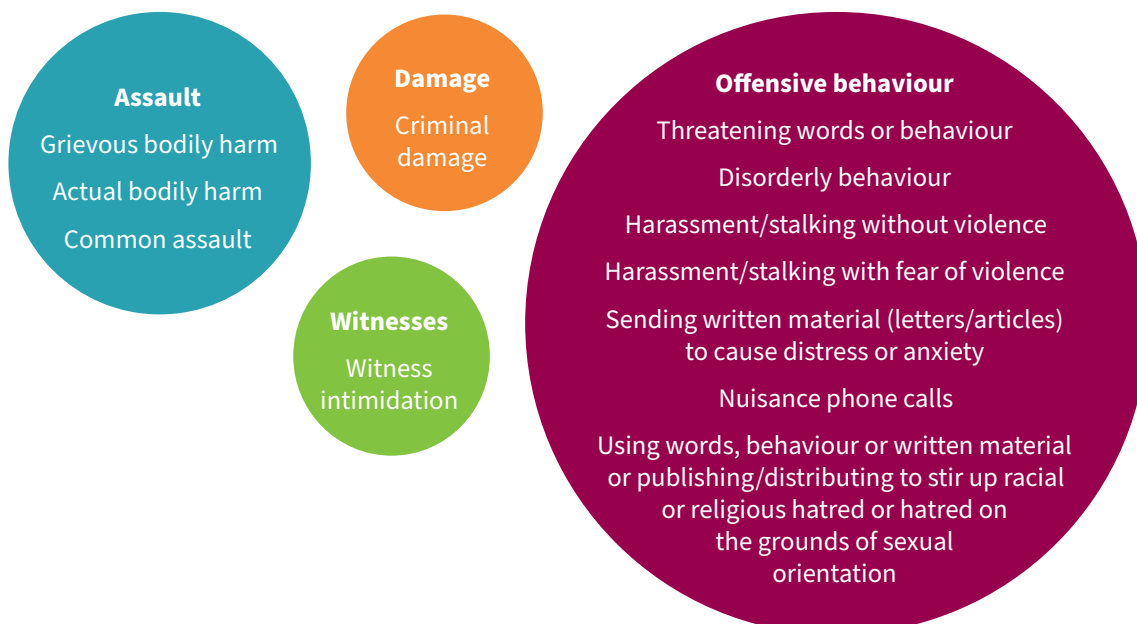 Assault
Grievous bodily harm
Actual bodily harm
Common assault
Damage
Criminal
damage
Witnesses
Witness
intimidation
Offensive behaviour
Threatening words or behaviour
Disorderly behaviour
Harassment/stalking without violence
Harassment/stalking with fear of violence
Sending written material (letters/articles)
to cause distress or anxiety
Nuisance phone calls
Using words, behaviour or written material
or publishing/distributing to stir up racial
or religious hatred or hatred on
the grounds of sexual
orientation